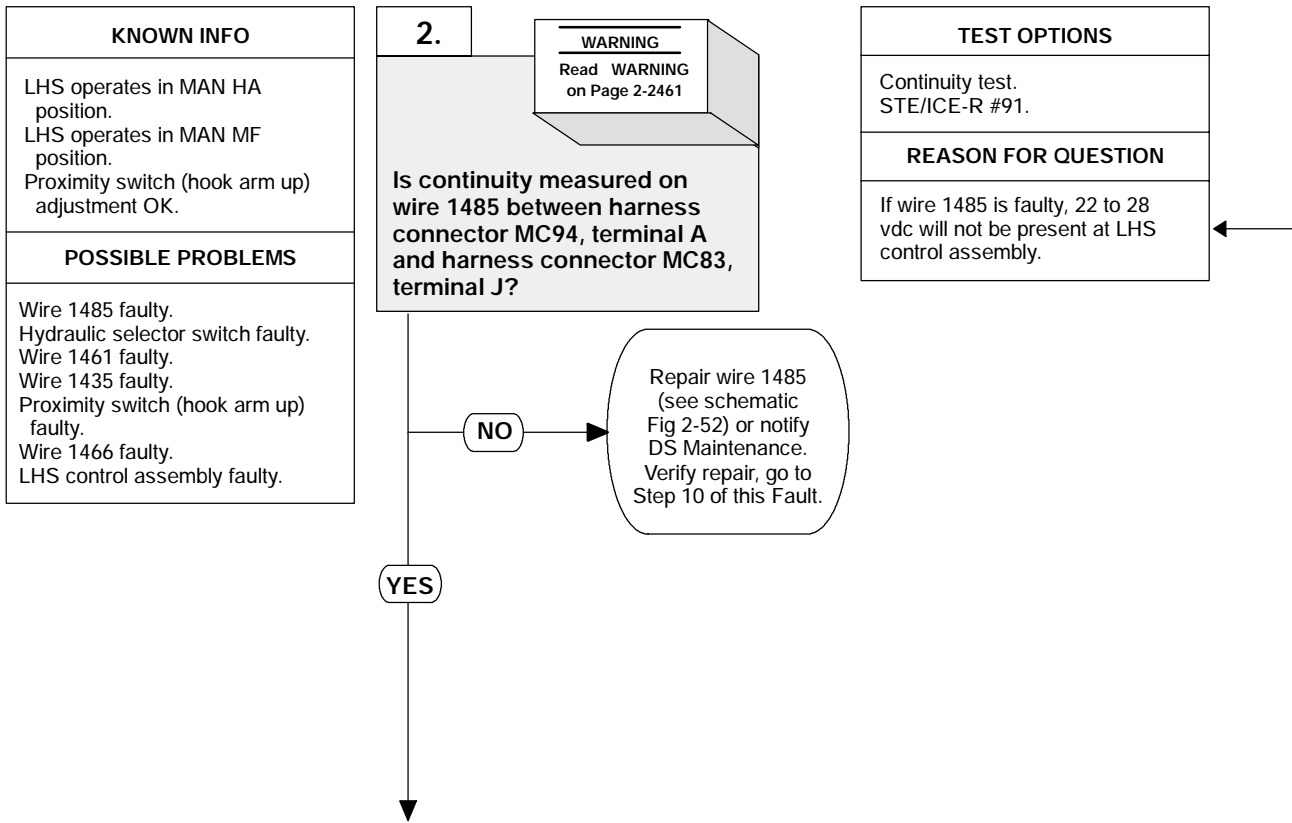 KNOWN INFO
LHS operates in MAN HA
position.
LHS operates in MAN MF
position.
Proximity switch (hook arm up)
adjustment OK.
POSSIBLE PROBLEMS
Wire 1485 faulty.
Hydraulic selector switch faulty.
Wire 1461 faulty.
Wire 1435 faulty.
Proximity switch (hook arm up)
faulty.
Wire 1466 faulty.
LHS control assembly faulty.
2.
WARNING
Read WARNING
on Page 2-2461
Is continuity measured on
wire 1485 between harness
connector MC94, terminal A
and harness connector MC83,
terminal J?
TEST OPTIONS
Continuity test.
STE/ICE-R #91.
REASON FOR QUESTION
If wire 1485 is faulty, 22 to 28
vdc will not be present at LHS
control assembly.
NO
Repair wire 1485
(see schematic
Fig 2-52) or notify
DS Maintenance.
Verify repair, go to
Step 10 of this Fault.
YES